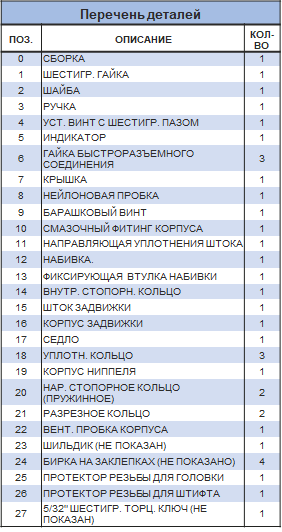 Перечень деталей
ПОЗ. ОПИСАНИЕ КОЛ-ВО
0 СБОРКА 1
1 ШЕСТИГР. ГАЙКА 1
2 ШАЙБА 1
3 РУЧКА 1
4 УСТ. ВИНТ С ШЕСТИГР. ПАЗОМ 1
5 ИНДИКАТОР 1
6 ГАЙКА БЫСТРОРАЗЪЕМНОГО СОЕДИНЕНИЯ 3
7 КРЫШКА 1
8 НЕЙЛОНОВАЯ ПРОБКА 1
9 БАРАШКОВЫЙ ВИНТ 1
10 СМАЗОЧНЫЙ ФИТИНГ КОРПУСА 1
11 НАПРАВЛЯЮЩАЯ УПЛОТНЕНИЯ ШТОКА 1
12 НАБИВКА. 1
13 ФИКСИРУЮЩАЯ ВТУЛКА НАБИВКИ 1
14 ВНУТР. СТОПОРН. КОЛЬЦО 1
15 ШТОК ЗАДВИЖКИ 1
16 КОРПУС ЗАДВИЖКИ 1
17 СЕДЛО 1
18 УПЛОТН. КОЛЬЦО 3
19 КОРПУС НИППЕЛЯ 1
20 НАР. СТОПОРНОЕ КОЛЬЦО (ПРУЖИННОЕ) 2
21 РАЗРЕЗНОЕ КОЛЬЦО 2
22 ВЕНТ. ПРОБКА КОРПУСА 1
23 ШИЛЬДИК (НЕ ПОКАЗАН) 1
24 БИРКА НА ЗАКЛЕПКАХ (НЕ ПОКАЗАНО) 4
25 ПРОТЕКТОР РЕЗЬБЫ ДЛЯ ГОЛОВКИ 1
26 ПРОТЕКТОР РЕЗЬБЫ ДЛЯ ШТИФТА 1
27 5/32" ШЕСТИГР. ТОРЦ. КЛЮЧ (НЕ ПОКАЗАН) 1